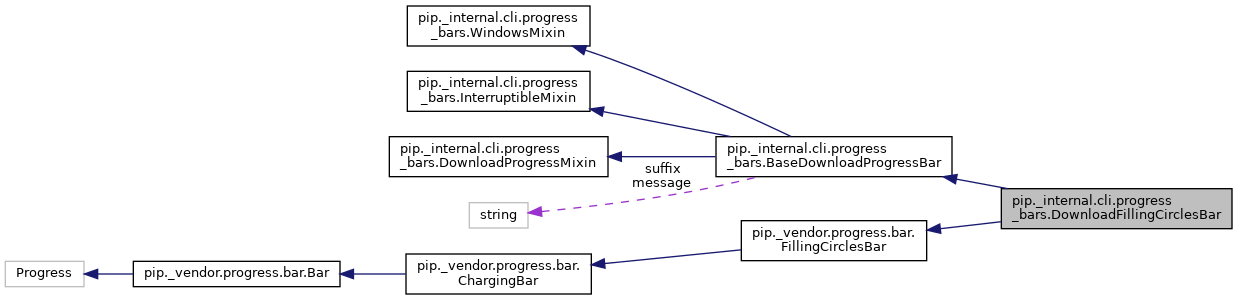 pip._internal.cli.progress
_bars.WindowsMixin
pip._internal.cli.progress
_bars.InterruptibleMixin
pip._internal.cli.progress
_bars.DownloadProgressMixin
suffix
message
pip._internal.cli.progress
_bars.BaseDownloadProgressBar
string
pip._internal.cli.progress
_bars.DownloadFillingCirclesBar
pip._vendor.progress.bar.
FillingCirclesBar
pip._vendor.progress.bar.
ChargingBar
pip._vendor.progress.bar.Bar
Progress